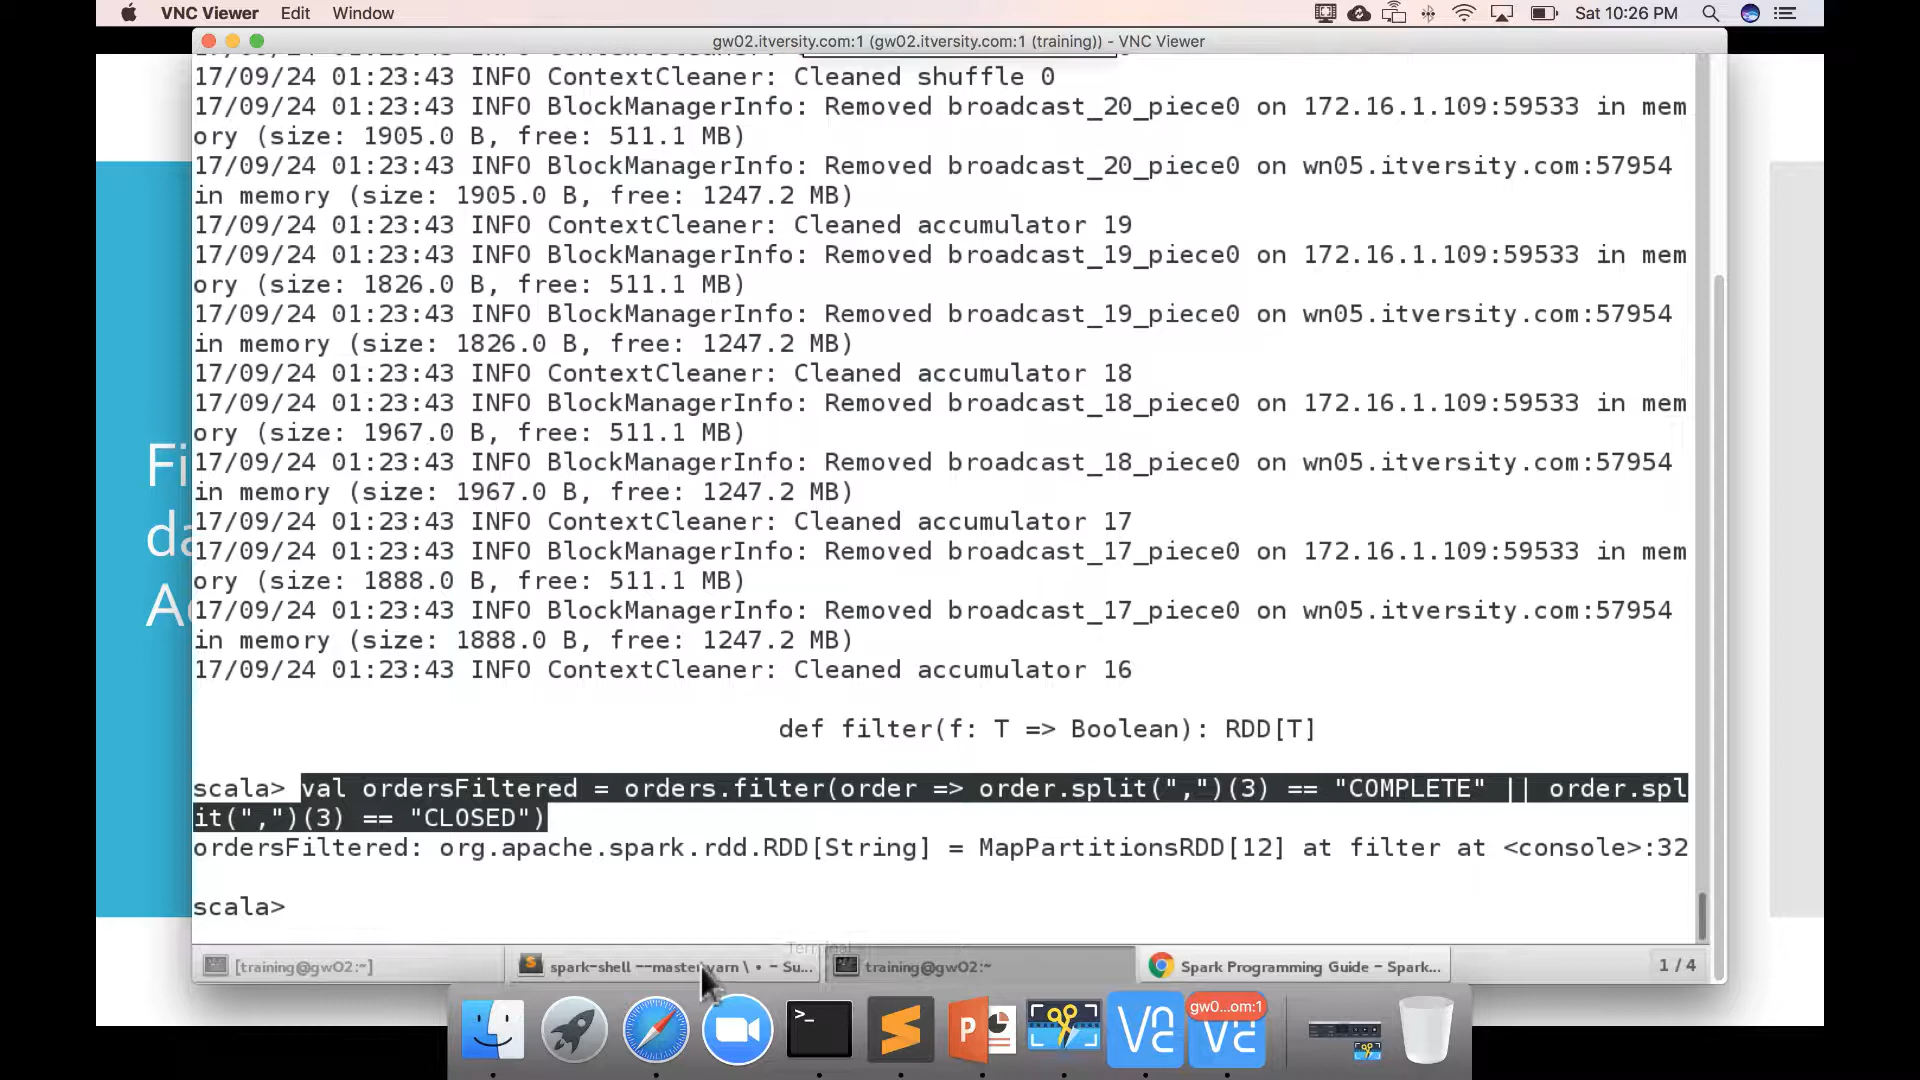 VNC Viewer Edit Window Sat 10:26 PM
gw02.itversity.com:1 (gw02.itversity.com:1 (training)) - VNC Viewer
17/09/24 01:23:43 INFO ContextCleaner: Cleaned shuffle 0
17/09/24 01:23:43 INFO BlockManagerInfo: Removed broadcast_20_piece0 on 172.16.1.109:59533 in mem
ory (size: 1905.0 B, free: 511.1 MB)
17/09/24 01:23:43 INFO BlockManagerInfo: Removed broadcast_20_piece0 on wn05.itversity.com:57954
in memory (size: 1905.0 B, free: 1247.2 MB)
17/09/24 01:23:43 INFO ContextCleaner: Cleaned accumulator 19
17/09/24 01:23:43 INFO BlockManagerInfo: Removed broadcast_19_piece0 on 172.16.1.109:59533 in mem
ory (size: 1826.0 B, free: 511.1 MB)
17/09/24 01:23:43 INFO BlockManagerInfo: Removed broadcast_19_piece0 on wn05.itversity.com:57954
in memory (size: 1826.0 B, free: 1247.2 MB)
17/09/24 01:23:43 INFO ContextCleaner: Cleaned accumulator 18
17/09/24 01:23:43 INFO BlockManagerInfo: Removed broadcast_18_piece0 on 172.16.1.109:59533 in mem
ory (size: 1967.0 B, free: 511.1 MB)
17/09/24 01:23:43 INFO BlockManagerInfo: Removed broadcast_18_piece0 on wn05.itversity.com:57954
in memory (size: 1967.0 B, free: 1247.2 MB)
17/09/24 01:23:43 INFO ContextCleaner: Cleaned accumulator 17
17/09/24 01:23:43 INFO BlockManagerInfo: Removed broadcast_17_piece0 on 172.16.1.109:59533 in mem
ory (size: 1888.0 B, free: 511.1 MB)
17/09/24 01:23:43 INFO BlockManagerInfo: Removed broadcast_17_piece0 on wn05.itversity.com:57954
in memory (size: 1888.0 B, free: 1247.2 MB)
17/09/24 01:23:43 INFO ContextCleaner: Cleaned accumulator 16
def filter(f: T => Boolean): RDD[T]
scala> val ordersFiltered = orders.filter(order => order.split(",")(3) == "COMPLETE" || order.spl
it(",")(3) == "CLOSED")
ordersFiltered: org.apache.spark.rdd.RDD[String] = MapPartitionsRDD[12] at filter at <console>:32
scala>
Fi
da
Terminal
[training@gw02:~] spark-shell --master yarn \ • - Su... training@gw02:~ Spark Programming Guide - Spark... 1 / 4
gw0...om:1